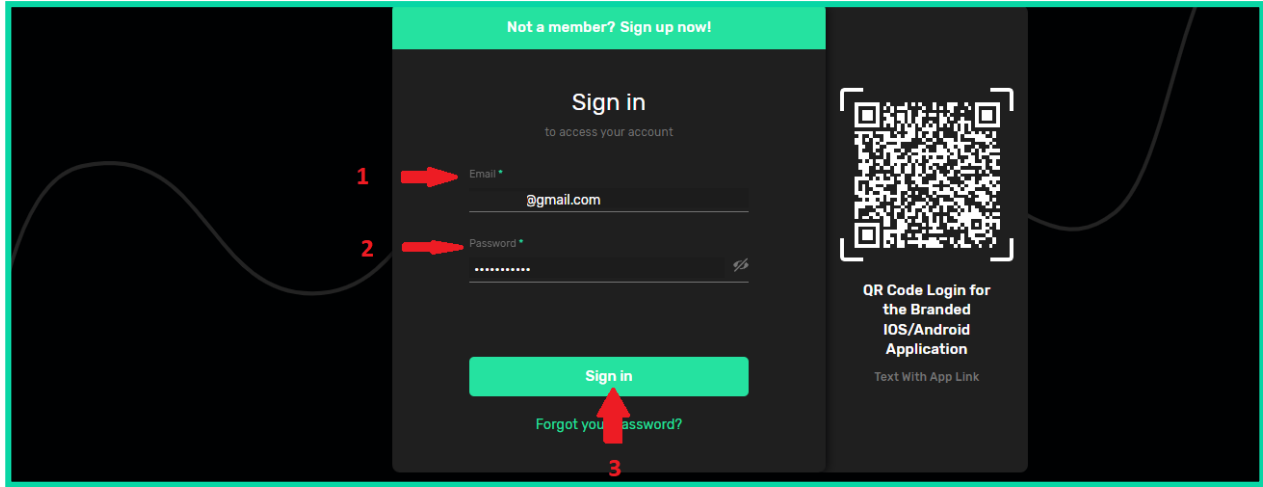 Not a member? Sign up now!
Sign in
to access your account
1
Email *
@gmail.com
2
Password *
•••••••••••
Sign in
Forgot your password?
3
QR Code Login for
the Branded
IOS/Android
Application
Text With App Link